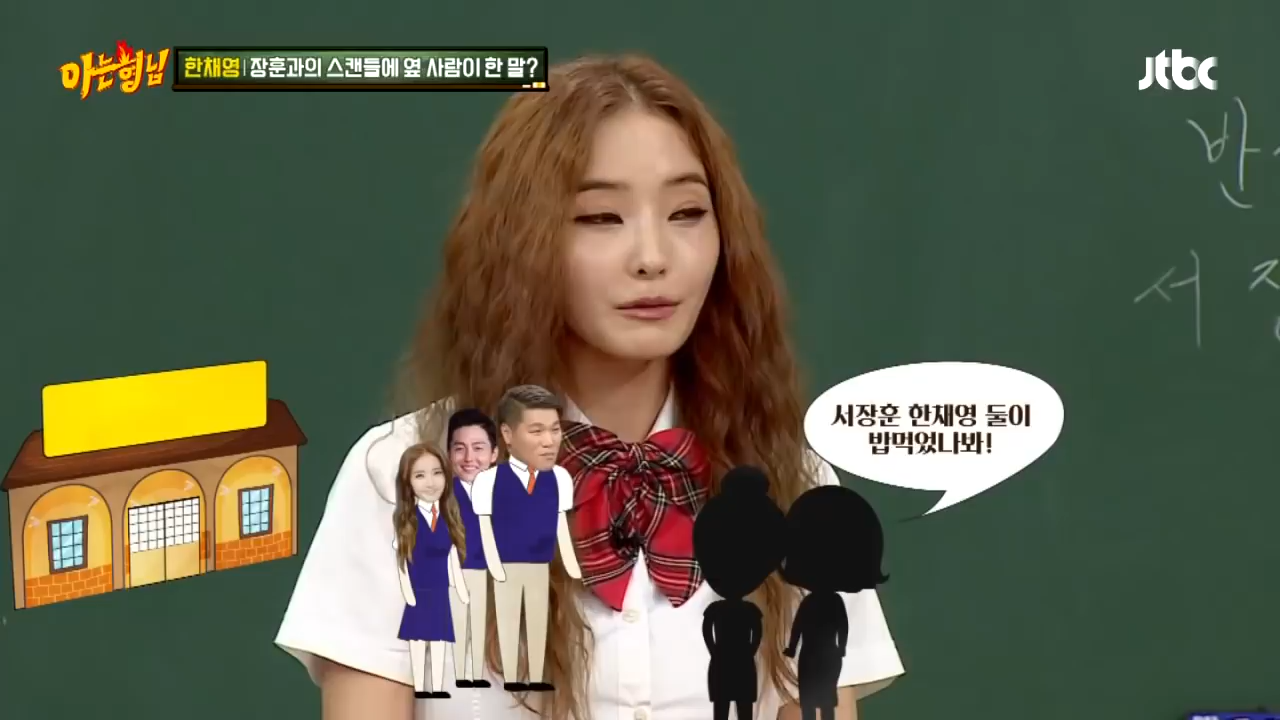 아는형님
한채영 | 장훈과의 스캔들에 옆 사람이 한 말?
jtbc
반
서
서장훈 한채영 둘이
밥먹었나봐!